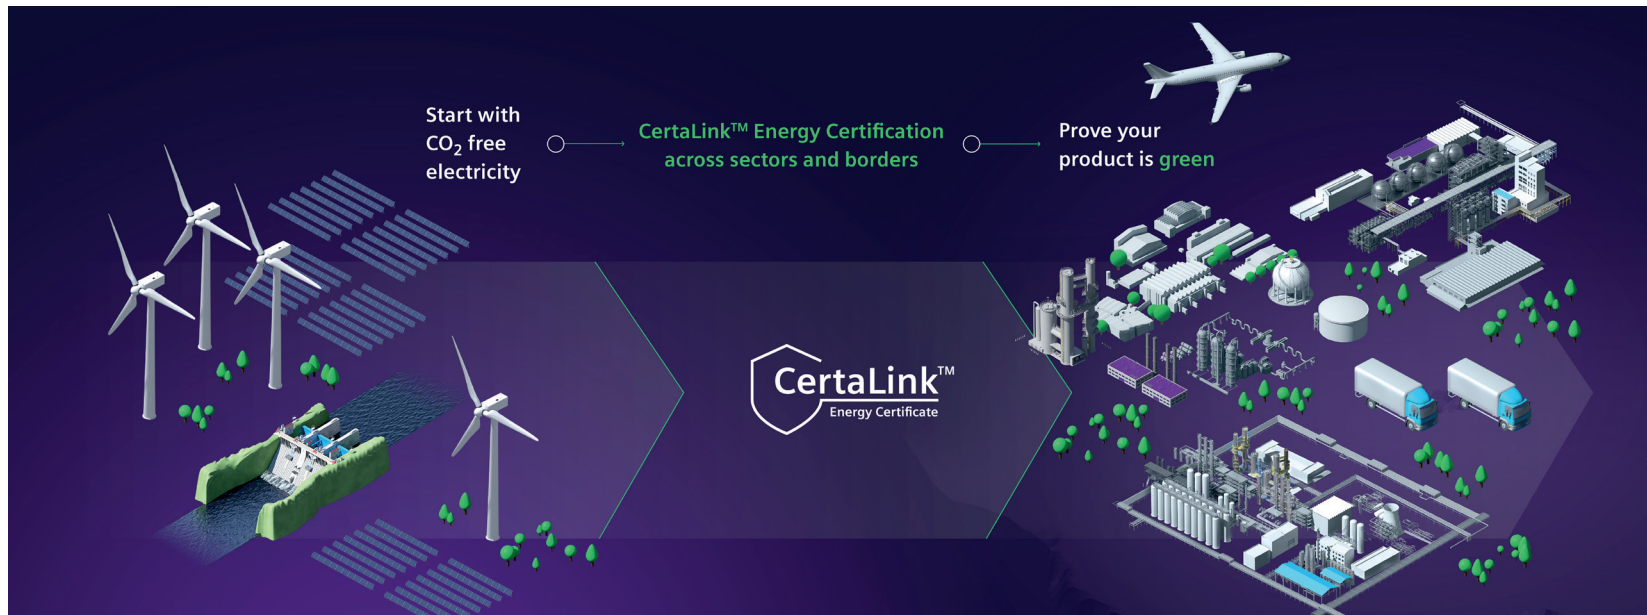 Start with
CO₂ free
electricity
CertaLink™ Energy Certification
across sectors and borders
Prove your
product is green
CertaLink™
Energy Certificate